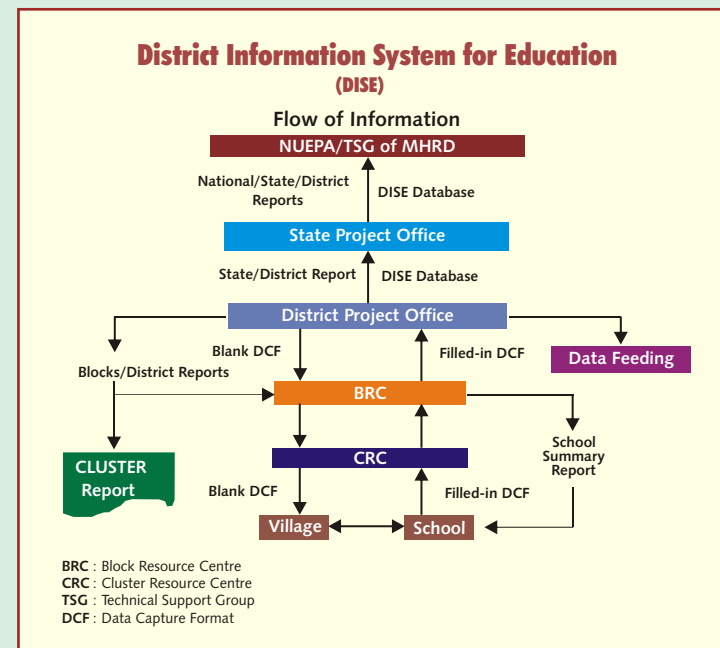 District Information System for Education
(DISE)
Flow of Information
NUEPA/TSG of MHRD
National/State/District
Reports
DISE Database
State Project Office
State/District Report
DISE Database
District Project Office
Blank DCF
Filled-in DCF
Data Feeding
Blocks/District Reports
BRC
School
Summary
Report
CRC
CLUSTER
Report
Blank DCF
Filled-in DCF
Village
School
BRC : Block Resource Centre
CRC : Cluster Resource Centre
TSG : Technical Support Group
DCF : Data Capture Format